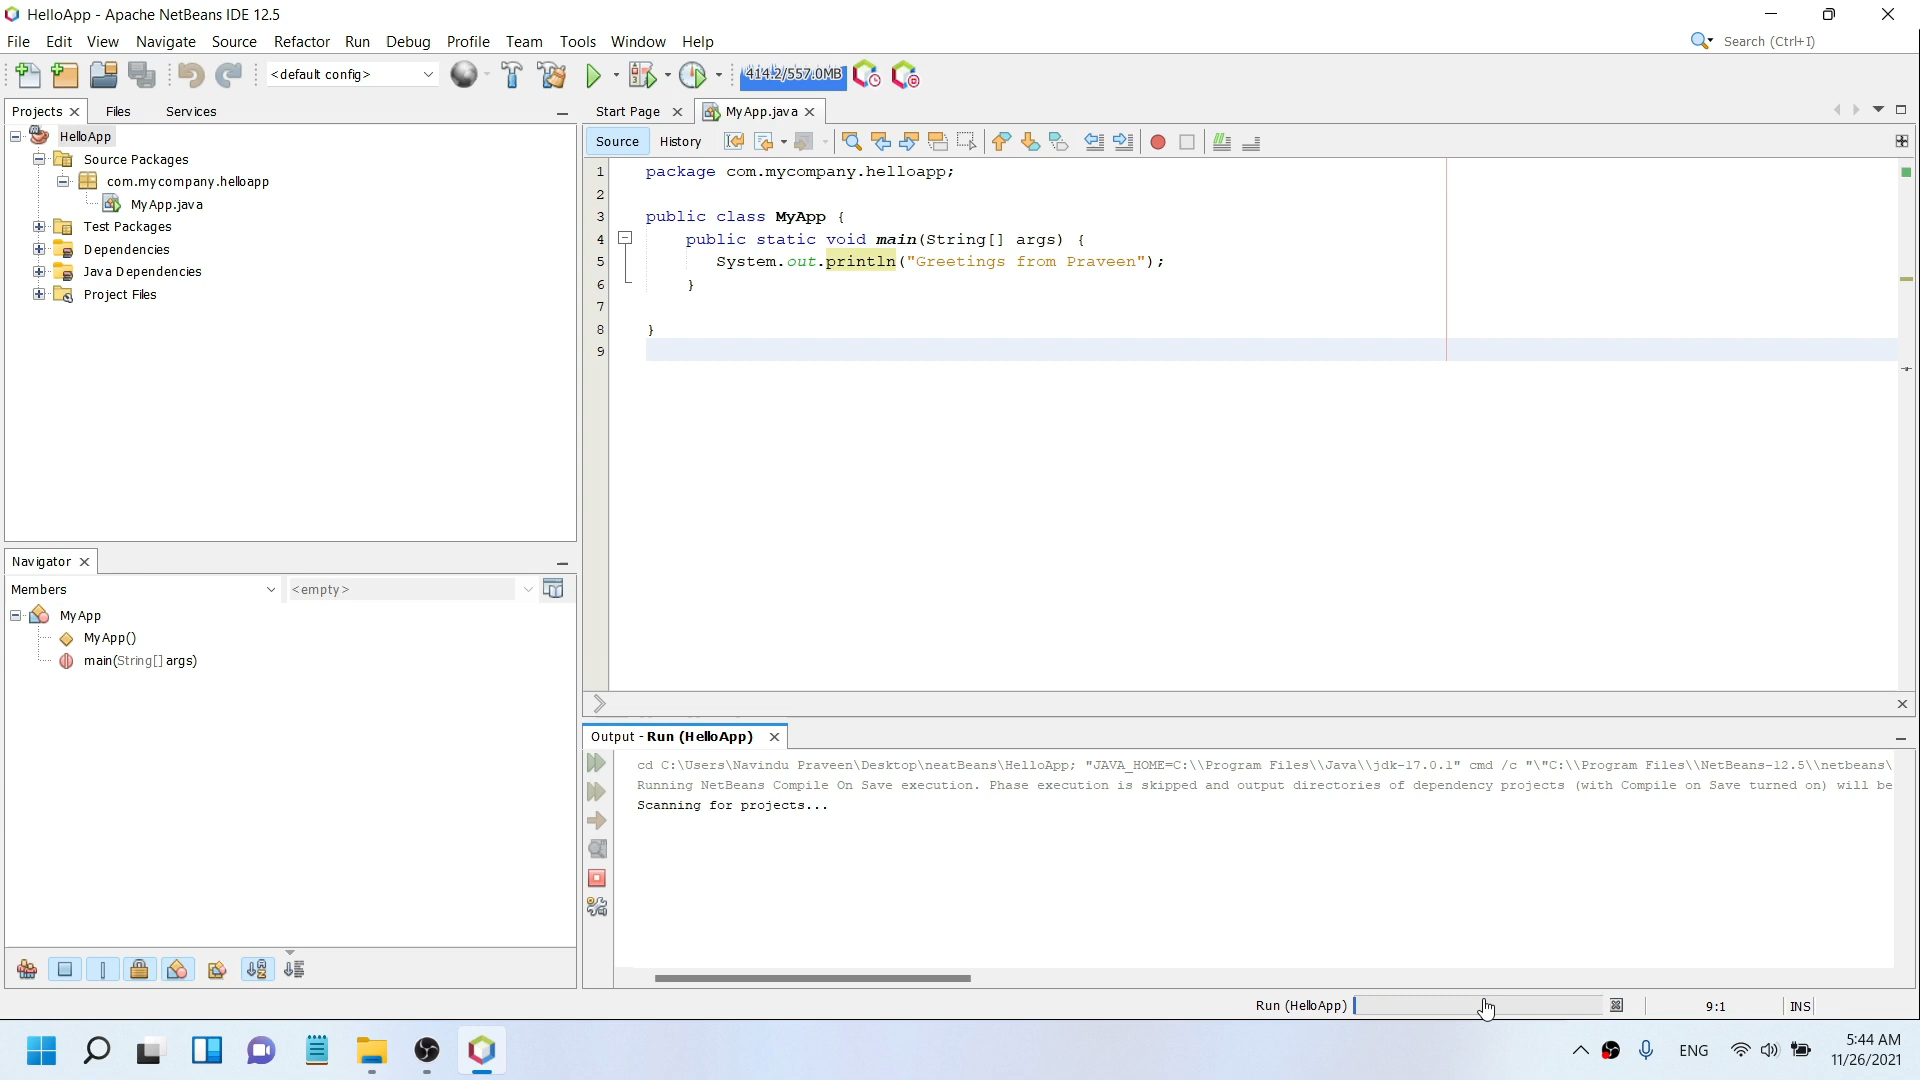 HelloApp - Apache NetBeans IDE 12.5
File Edit View Navigate Source Refactor Run Debug Profile Team Tools Window Help
Search (Ctrl+I)
<default config>
414.2/557.0MB
Projects Files Services
HelloApp
Source Packages
com.mycompany.helloapp
MyApp.java
Test Packages
Dependencies
Java Dependencies
Project Files
Start Page MyApp.java
Source History
1 package com.mycompany.helloapp;
2
3 public class MyApp {
4 public static void main(String[] args) {
5 System.out.println("Greetings from Praveen");
6 }
7
8 }
9
Navigator
Members <empty>
MyApp
MyApp()
main(String[] args)
Output - Run (HelloApp)
cd C:\Users\Navindu Praveen\Desktop\neatBeans\HelloApp; "JAVA_HOME=C:\\Program Files\\Java\\jdk-17.0.1" cmd /c "\"C:\\Program Files\\NetBeans-12.5\\netbeans\
Running NetBeans Compile On Save execution. Phase execution is skipped and output directories of dependency projects (with Compile on Save turned on) will be
Scanning for projects...
Run (HelloApp) 9:1 INS
ENG
5:44 AM
11/26/2021